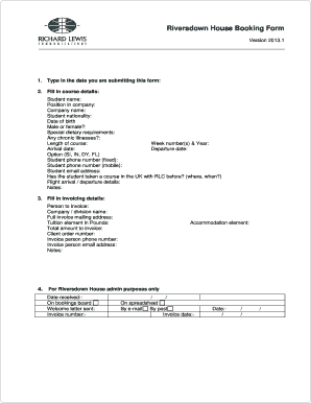 Riversdown House Booking Form
RICHARD LEWIS
COMMUNICATIONS
Version 2013.1
1. Type in the date you are submitting this form:
2. Fill in course details:
Student name:
Position in company:
Company name:
Student nationality:
Date of birth
Male or female?
Special dietary requirements:
Any chronic illnesses?:
Length of course: Week number(s) & Year:
Arrival date: Departure date:
Option (SI, IN, DY, FL)
Student phone number (fixed):
Student phone number (mobile):
Student email address:
Has the student taken a course in the UK with RLC before? (where, when?)
Flight arrival / departure details:
Notes:
3. Fill in invoicing details:
Person to invoice:
Company / division name:
Full invoice mailing address:
Tuition element in Pounds: Accommodation element:
Total amount to invoice:
Client order number:
Invoice person phone number:
Invoice person email address:
Notes:
4. For Riversdown House admin purposes only
Date received:- / /
On bookings board On spreadsheet
Welcome letter sent: By e-mail By post Date:- / /
Invoice number:- Invoice date:- / /